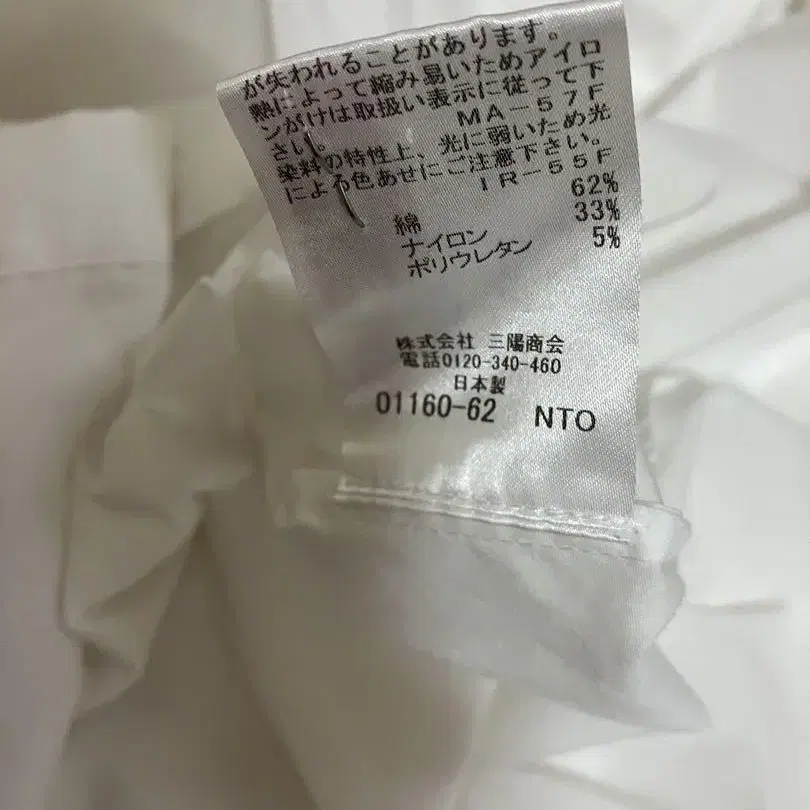 が失われることがあります。
熱によって縮み易いためアイロ
ンがけは取扱い表示に従って下
さい。 MA-57F
染料の特性上、光に弱いため光
による色あせにご注意下さい。
IR-55F
綿 62%
ナイロン 33%
ポリウレタン 5%
株式会社 三陽商会
電話0120-340-460
日本製
01160-62 NTO